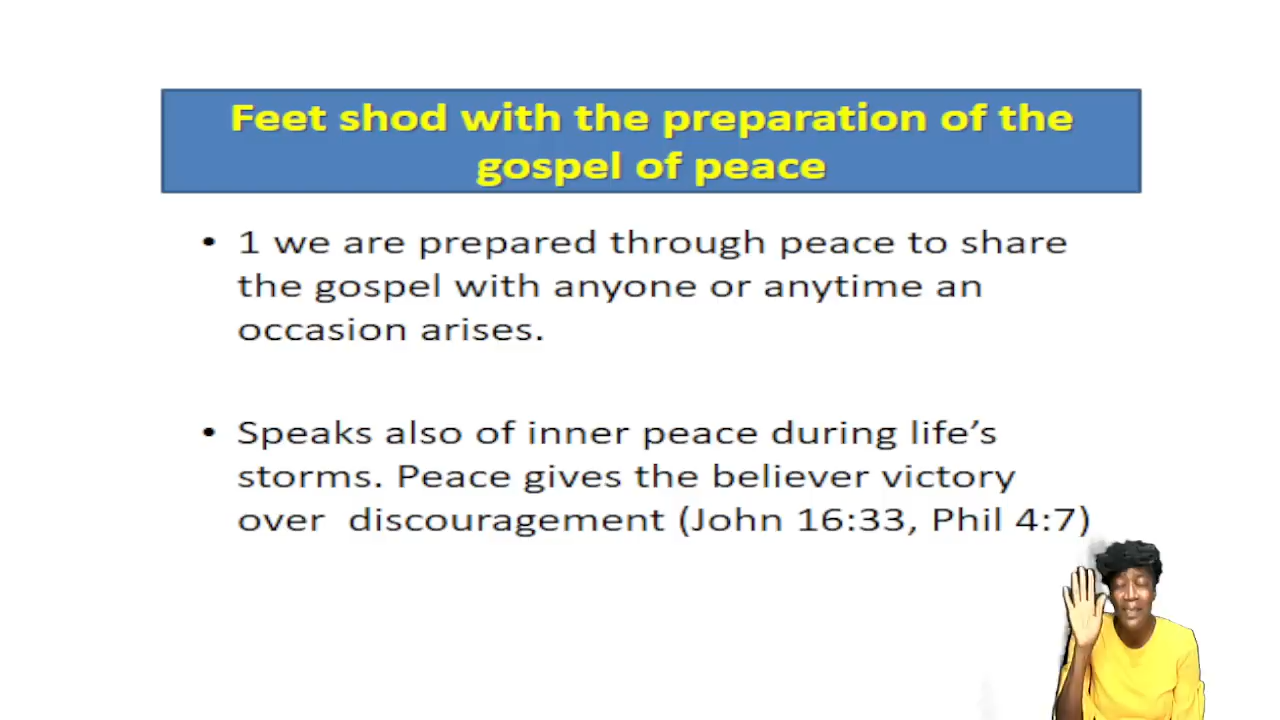 Feet shod with the preparation of the
gospel of peace
• 1 we are prepared through peace to share
the gospel with anyone or anytime an
occasion arises.
• Speaks also of inner peace during life’s
storms. Peace gives the believer victory
over  discouragement (John 16:33, Phil 4:7)